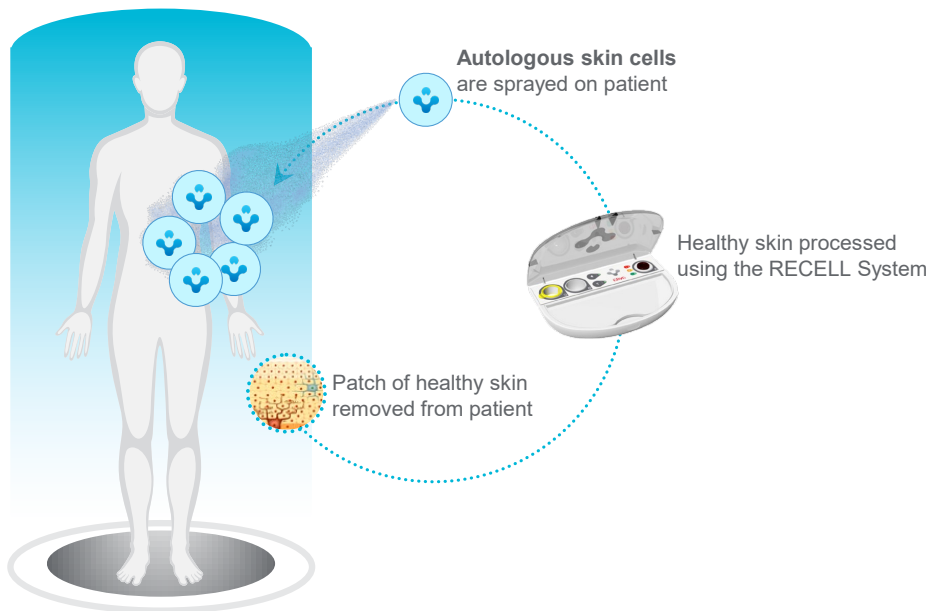 Autologous skin cells
are sprayed on patient
Healthy skin processed
using the RECELL System
Patch of healthy skin
removed from patient